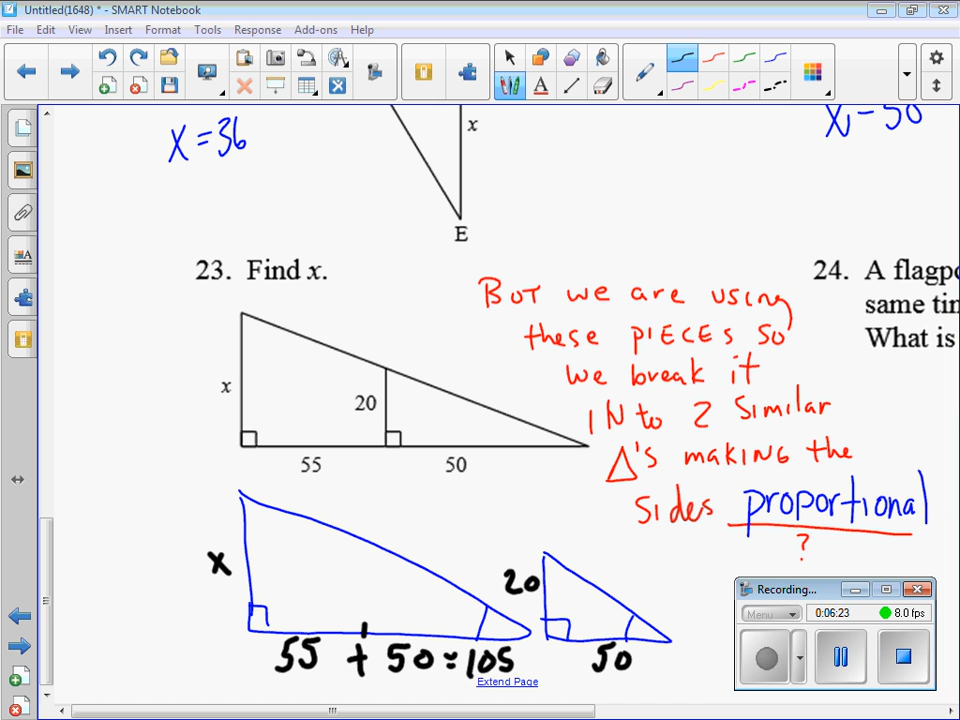 Untitled(1648) * - SMART Notebook
File Edit View Insert Format Tools Response Add-ons Help
x = 36
x
x = 50
E
23. Find x.
24. A flagpo
same tim
What is
BuT we are using
these pIECEs so
we break it
INto 2 Similar
Δ's making the
sides proportional
?
x
20
55
50
x
20
55 + 50 = 105
50
Extend Page
Recording...
Menu
0:06:23
8.0 fps